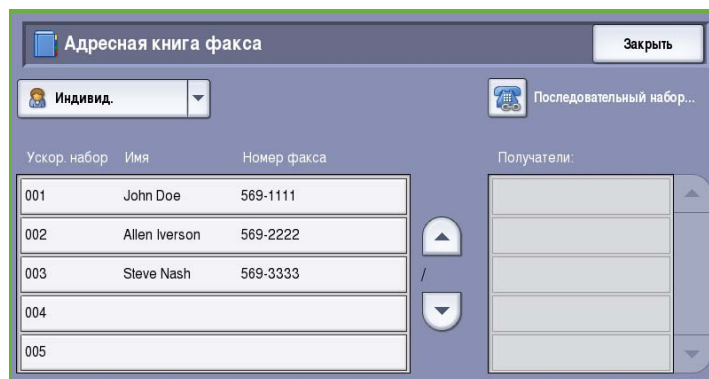 Адресная книга факса
Закрыть
Индивид.
Последовательный набор...
Ускор. набор Имя Номер факса
Получатели:
001 John Doe 569-1111
002 Allen Iverson 569-2222
003 Steve Nash 569-3333
/
004
005